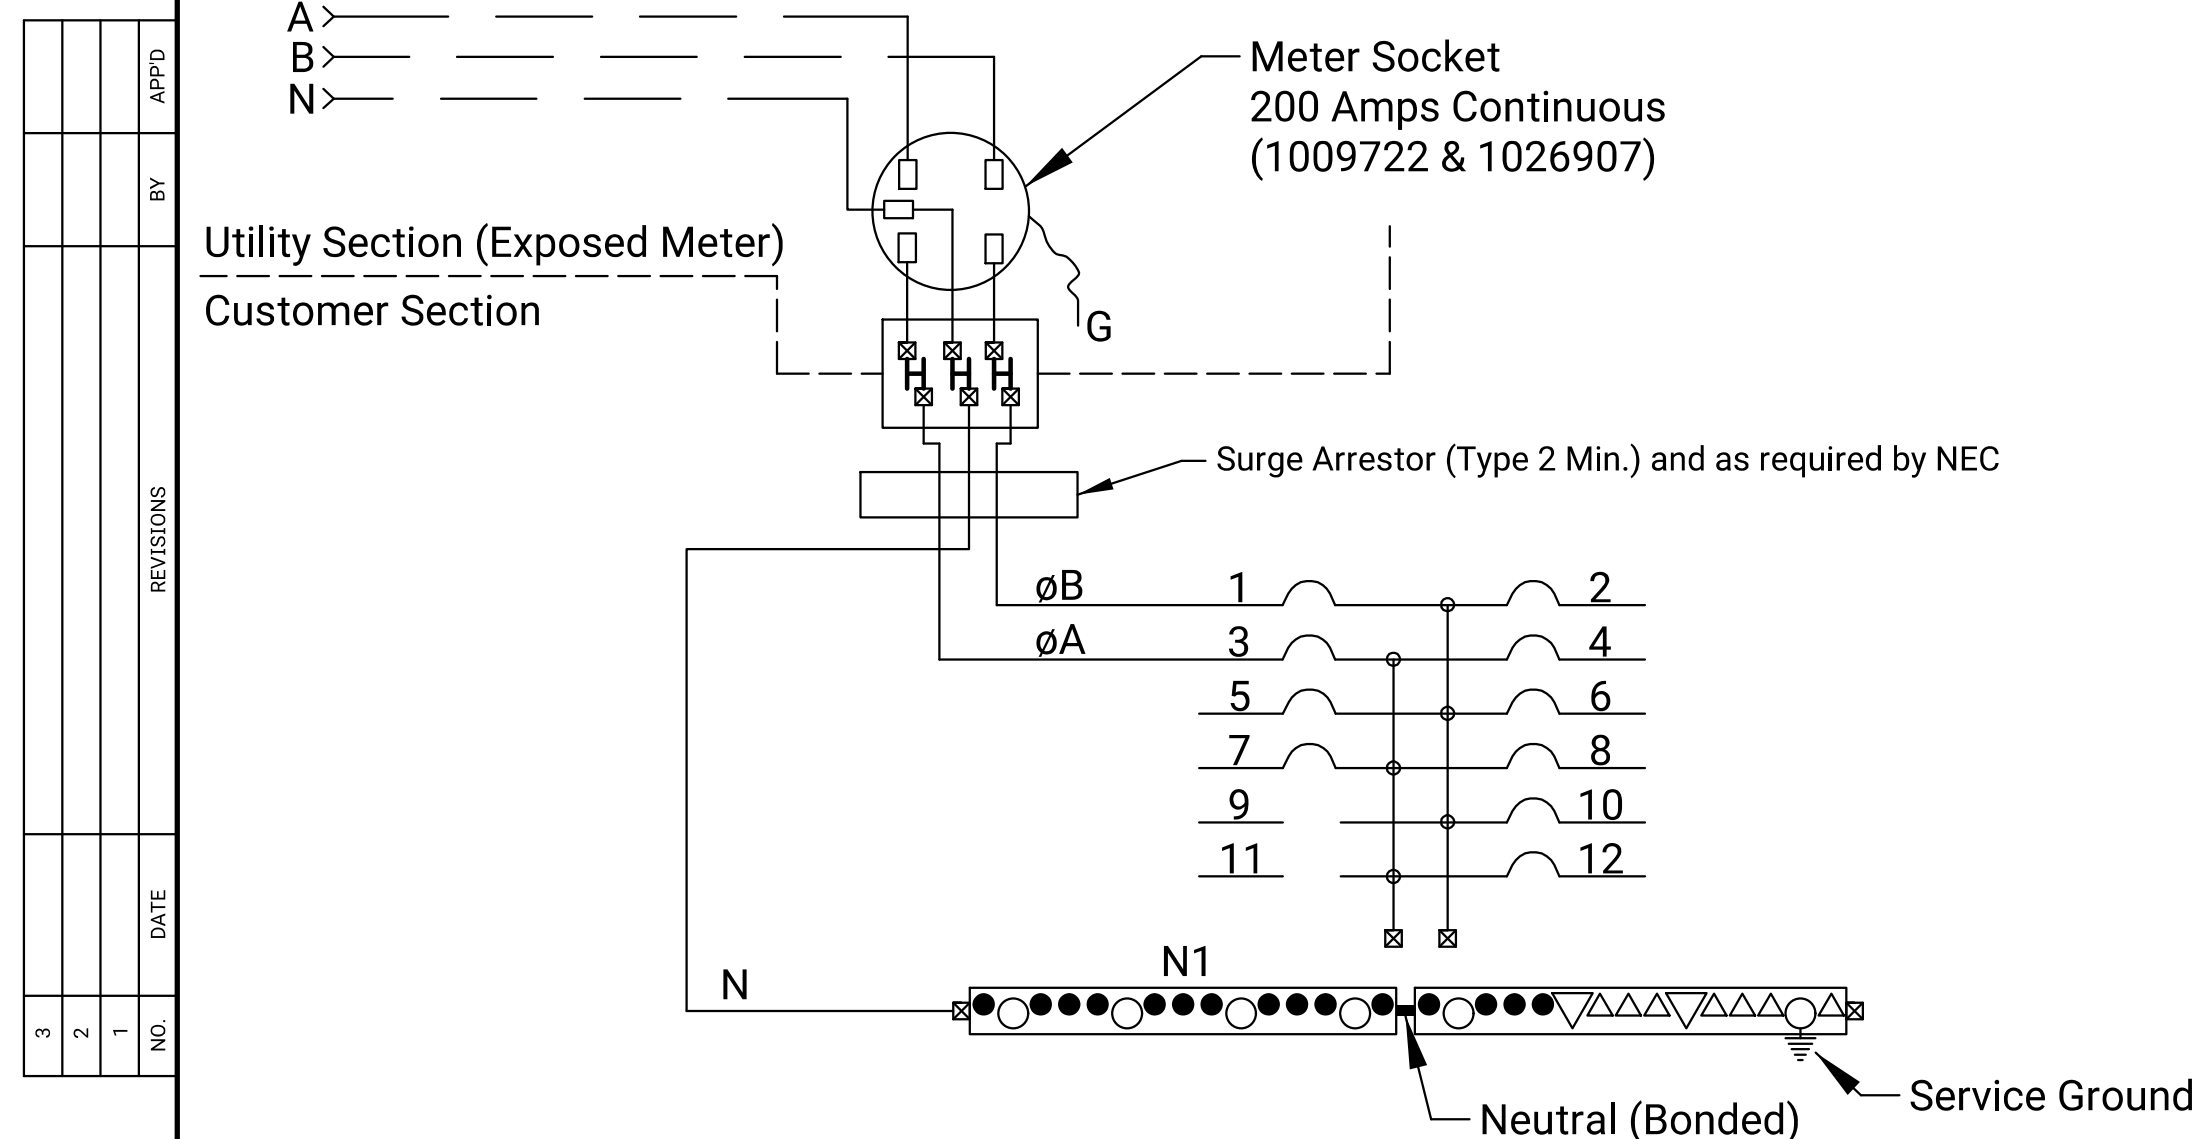 A
B
N
Meter Socket
200 Amps Continuous
(1009722 & 1026907)
Utility Section (Exposed Meter)
Customer Section
G
H H H
Surge Arrestor (Type 2 Min.) and as required by NEC
øB 1 2
øA 3 4
5 6
7 8
9 10
11 12
N1
N
Neutral (Bonded)
Service Ground
NO. DATE REVISIONS BY APP'D
1
2
3